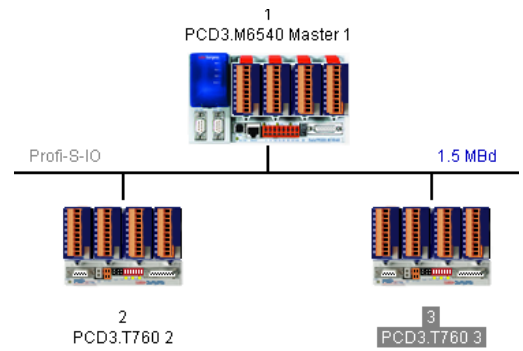 1
PCD3.M6540 Master 1
Profi-S-IO
1.5 MBd
2
PCD3.T760 2
3
PCD3.T760 3